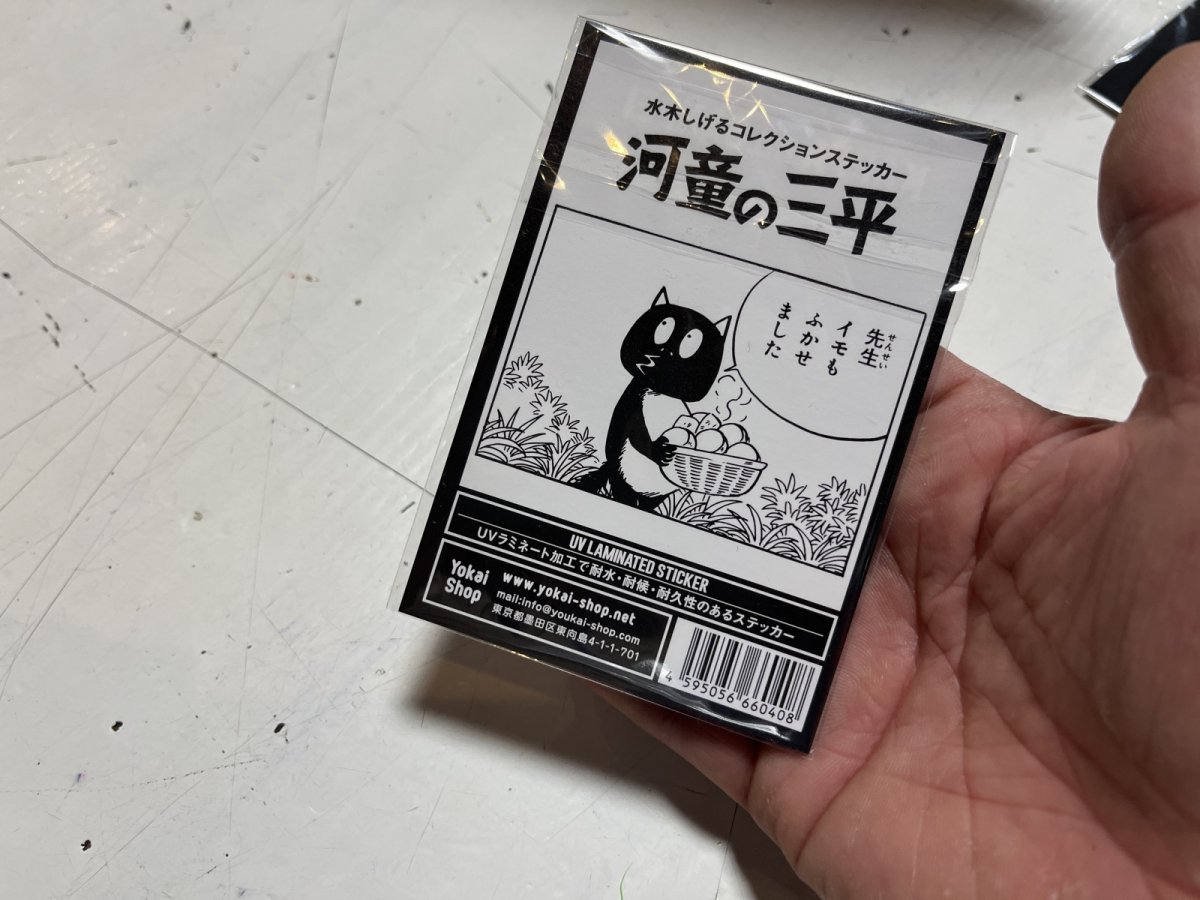 水木しげるコレクションステッカー
河童の三平
先生
せんせい
イモも
ふかせ
ました
UV LAMINATED STICKER
UVラミネート加工で耐水・耐候・耐久性のあるステッカー
Yokai
Shop
www.yokai-shop.net
mail:info@youkai-shop.com
東京都墨田区東向島4-1-1-701
4 595056 660408